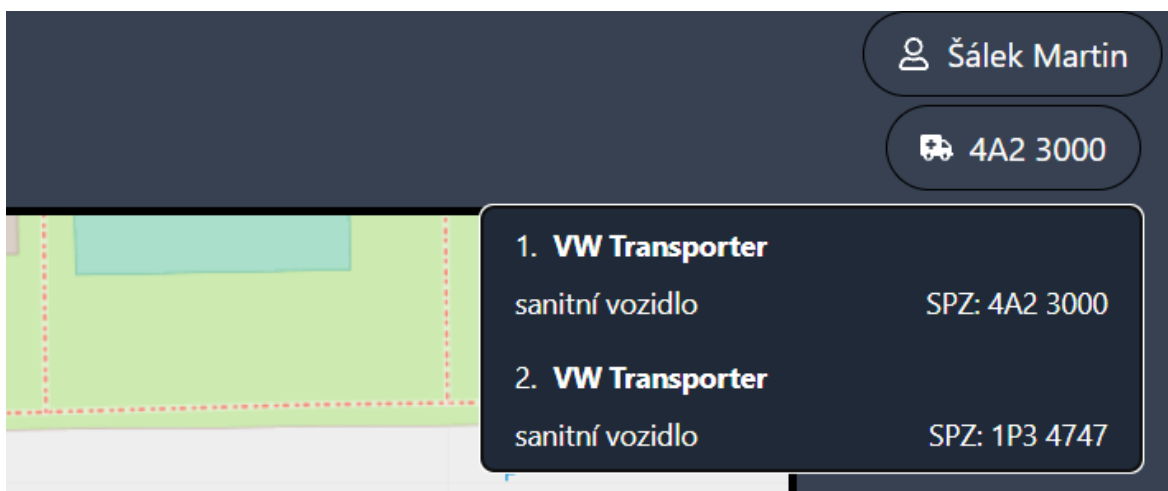 Šálek Martin
4A2 3000
1. VW Transporter
sanitní vozidlo SPZ: 4A2 3000
2. VW Transporter
sanitní vozidlo SPZ: 1P3 4747